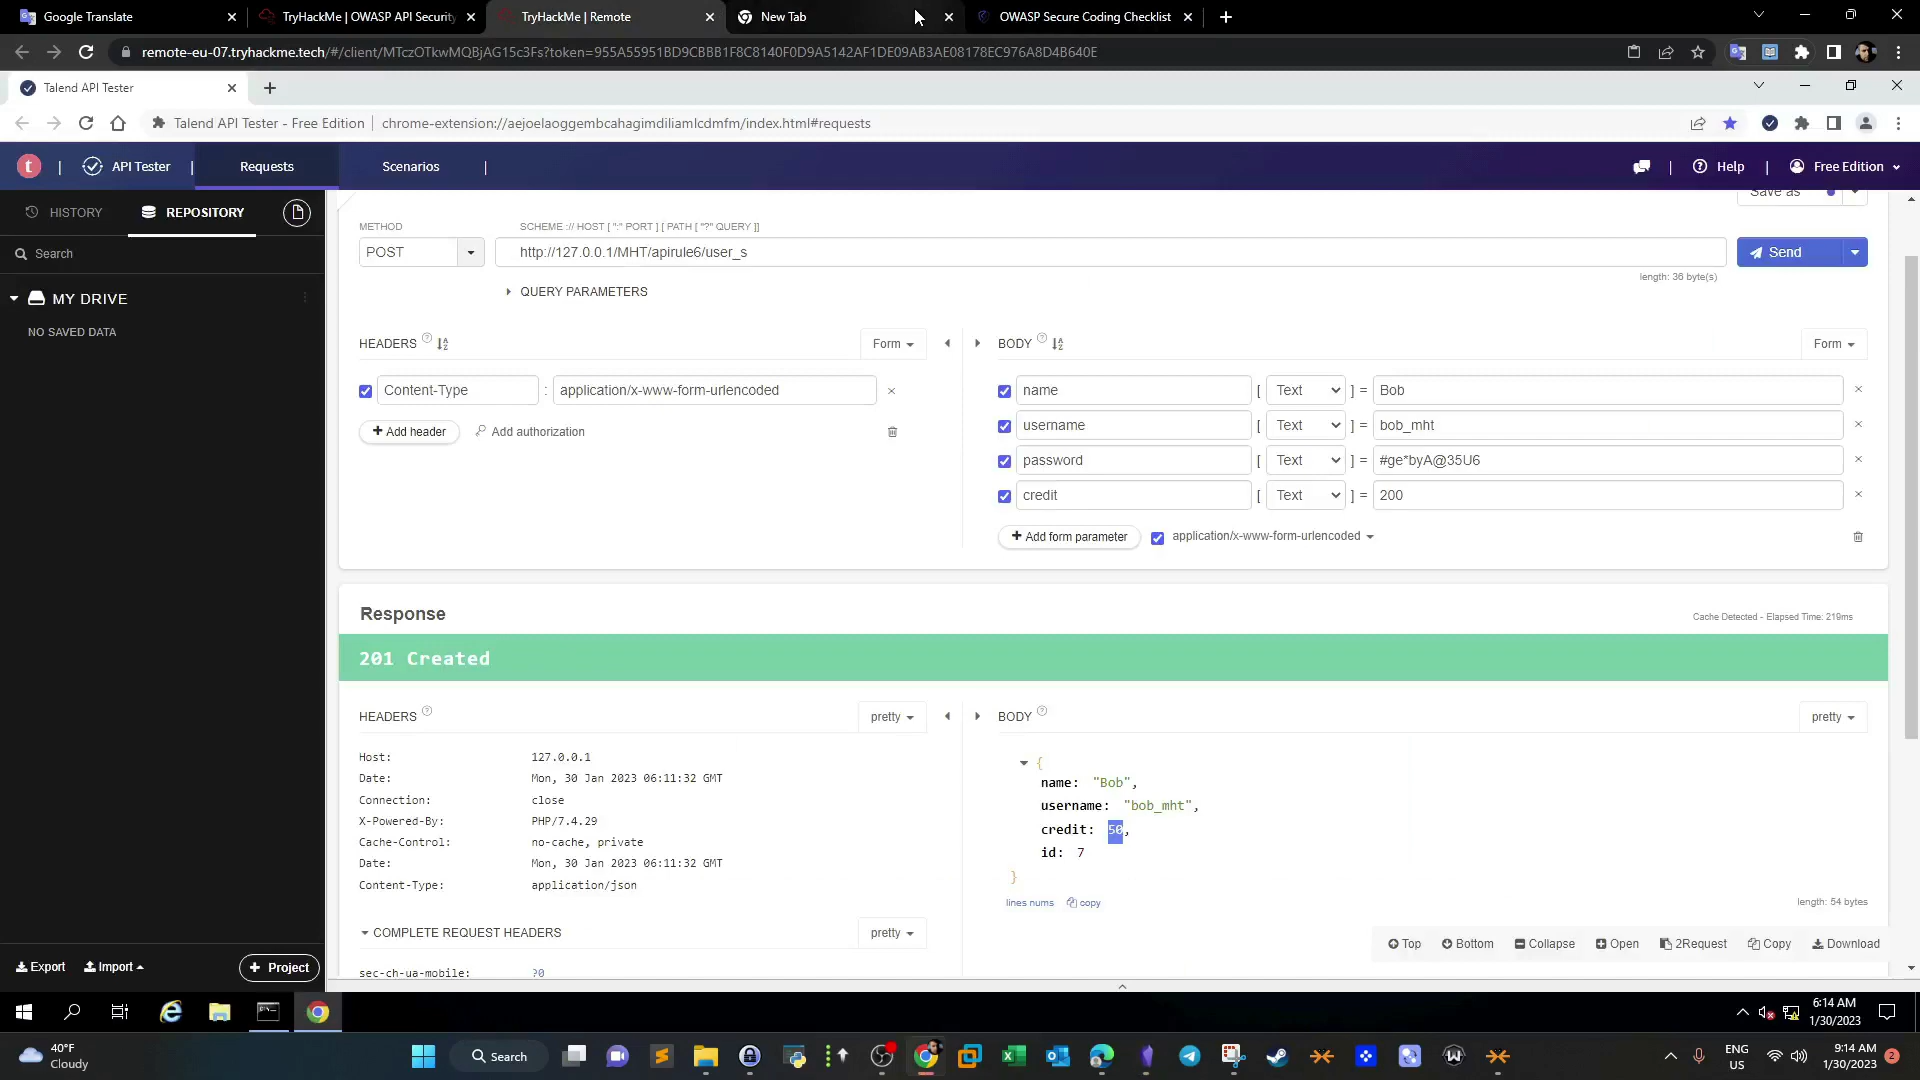 Google Translate
TryHackMe | OWASP API Security
TryHackMe | Remote
New Tab
OWASP Secure Coding Checklist
remote-eu-07.tryhackme.tech/#/client/MTczOTkwMQBjAG15c3Fs?token=955A55951BD9CBBB1F8C8140F0D9A5142AF1DE09AB3AE08178EC976A8D4B640E
Talend API Tester
Talend API Tester - Free Edition | chrome-extension://aejoelaoggembcahagimdiliamlcdmfm/index.html#requests
t | API Tester | Requests Scenarios | | Help | Free Edition
HISTORY REPOSITORY
Search
MY DRIVE
NO SAVED DATA
Save as
METHOD SCHEME :// HOST [ ":" PORT ] [ PATH [ "?" QUERY ]]
POST http://127.0.0.1/MHT/apirule6/user_s Send
length: 36 byte(s)
QUERY PARAMETERS
HEADERS ? Form
BODY ? Form
Content-Type : application/x-www-form-urlencoded ×
+ Add header Add authorization
name [ Text ] = Bob ×
username [ Text ] = bob_mht ×
password [ Text ] = #ge*byA@35U6 ×
credit [ Text ] = 200 ×
+ Add form parameter application/x-www-form-urlencoded
Response
Cache Detected - Elapsed Time: 219ms
201 Created
HEADERS ? pretty
BODY ? pretty
Host: 127.0.0.1
Date: Mon, 30 Jan 2023 06:11:32 GMT
Connection: close
X-Powered-By: PHP/7.4.29
Cache-Control: no-cache, private
Date: Mon, 30 Jan 2023 06:11:32 GMT
Content-Type: application/json
{
name: "Bob",
username: "bob_mht",
credit: 50,
id: 7
}
lines nums copy
length: 54 bytes
COMPLETE REQUEST HEADERS pretty
Top Bottom Collapse Open 2Request Copy Download
sec-ch-ua-mobile: ?0
Export Import + Project
6:14 AM
1/30/2023
40°F
Cloudy
Search
ENG
US
9:14 AM
1/30/2023
2